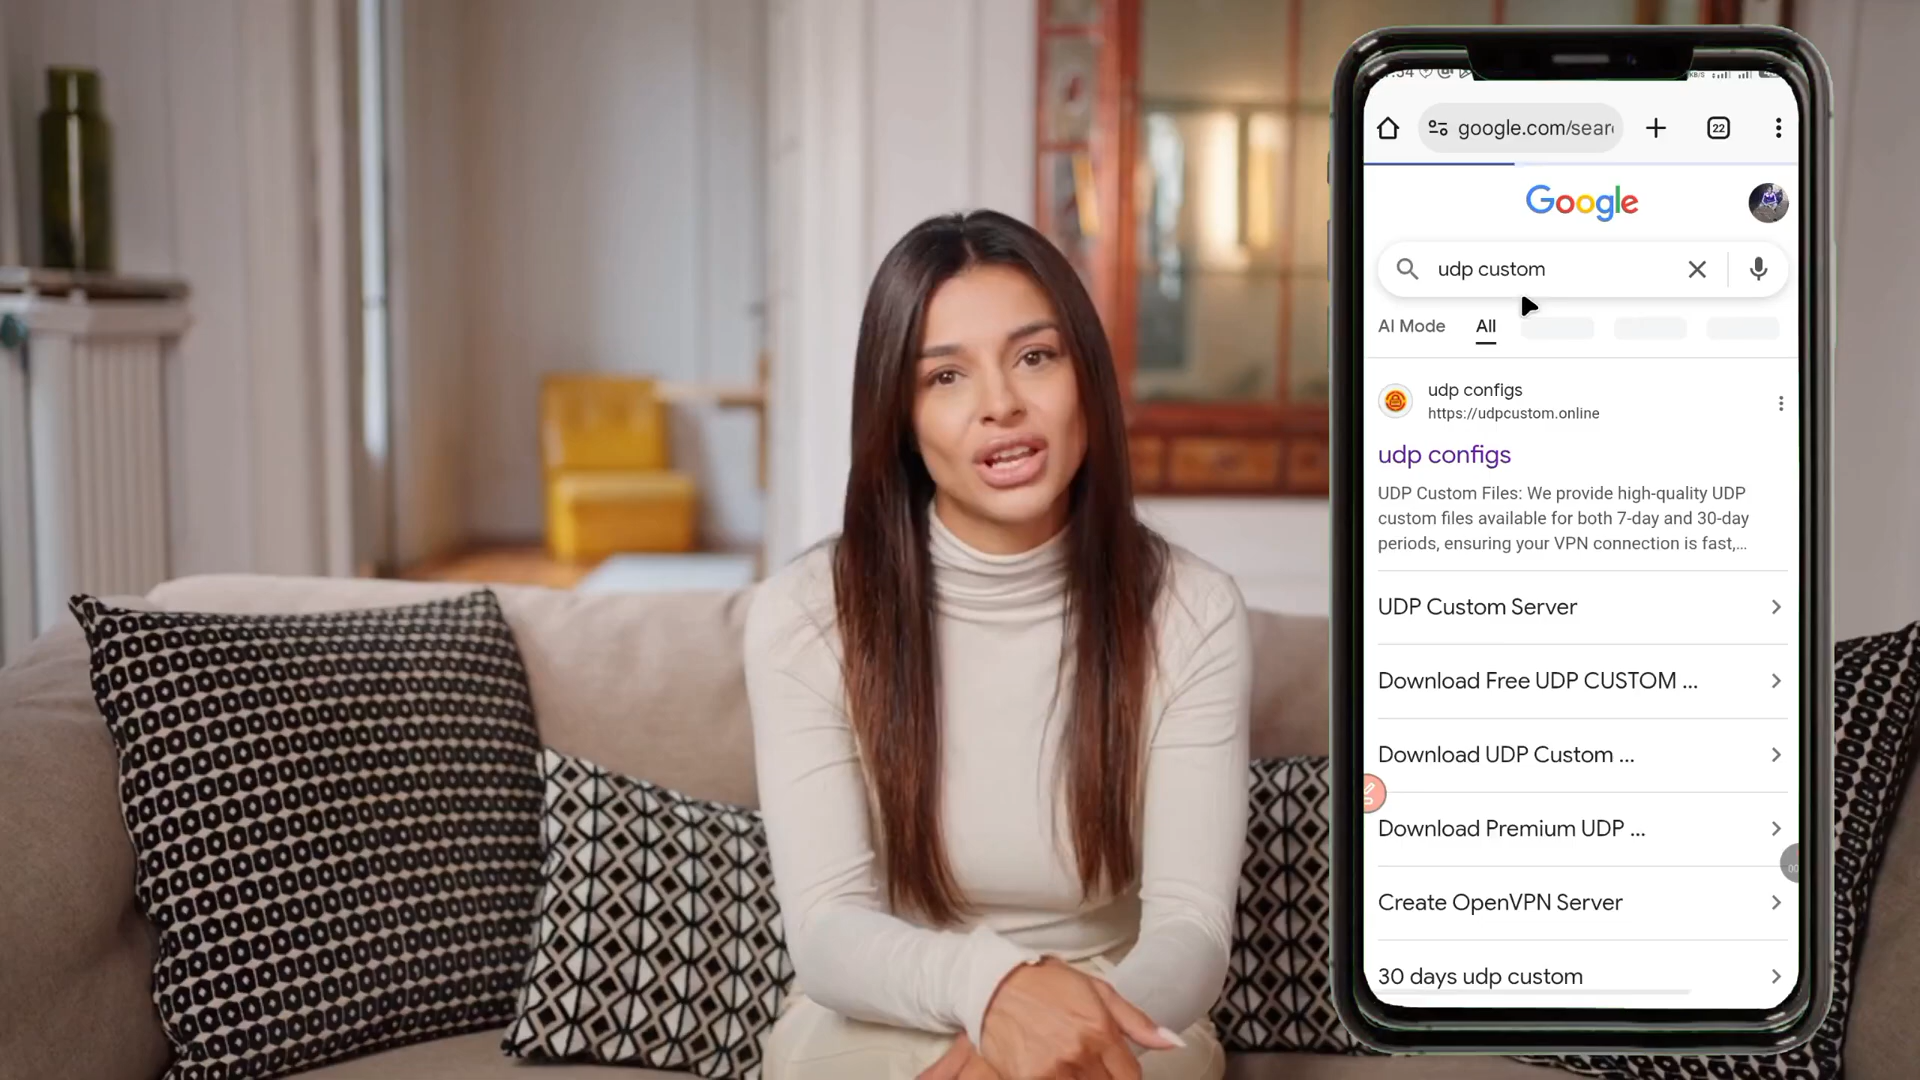 google.com/sear
22
Google
udp custom
AI Mode
All
udp configs
https://udpcustom.online
udp configs
UDP Custom Files: We provide high-quality UDP
custom files available for both 7-day and 30-day
periods, ensuring your VPN connection is fast,...
UDP Custom Server
Download Free UDP CUSTOM ...
Download UDP Custom ...
Download Premium UDP ...
Create OpenVPN Server
30 days udp custom